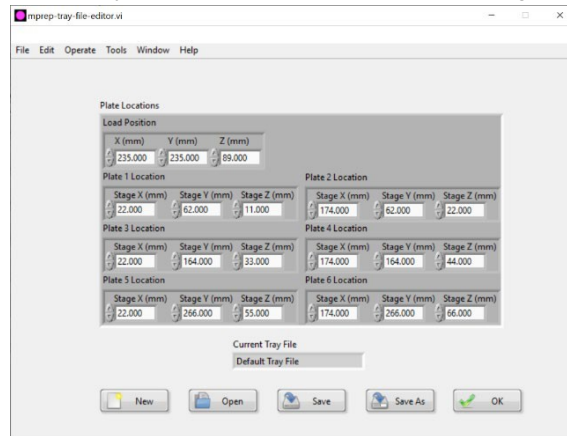 mprep-tray-file-editor.vi
File Edit Operate Tools Window Help
Plate Locations
Load Position
X (mm) Y (mm) Z (mm)
235.000 235.000 89.000
Plate 1 Location Plate 2 Location
Stage X (mm) Stage Y (mm) Stage Z (mm) Stage X (mm) Stage Y (mm) Stage Z (mm)
22.000 62.000 11.000 174.000 62.000 22.000
Plate 3 Location Plate 4 Location
Stage X (mm) Stage Y (mm) Stage Z (mm) Stage X (mm) Stage Y (mm) Stage Z (mm)
22.000 164.000 33.000 174.000 164.000 44.000
Plate 5 Location Plate 6 Location
Stage X (mm) Stage Y (mm) Stage Z (mm) Stage X (mm) Stage Y (mm) Stage Z (mm)
22.000 266.000 55.000 174.000 266.000 66.000
Current Tray File
Default Tray File
New Open Save Save As OK